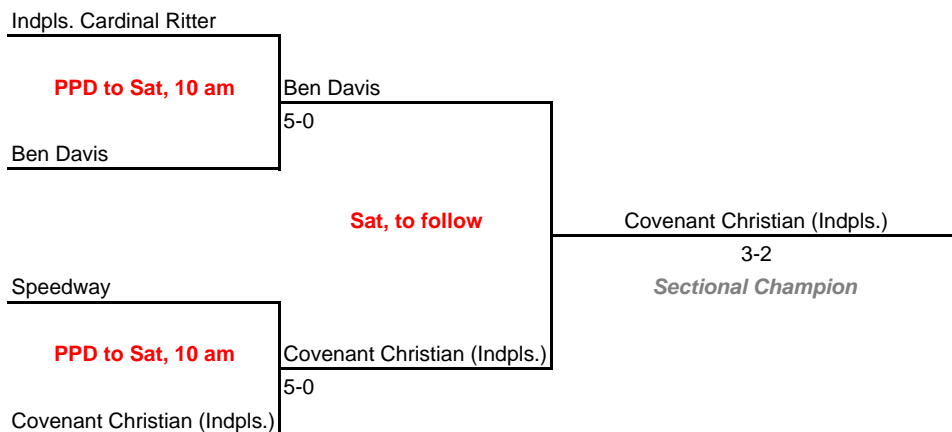 Indpls. Cardinal Ritter
PPD to Sat, 10 am
Ben Davis
5-0
Ben Davis
Sat, to follow
Covenant Christian (Indpls.)
3-2
Sectional Champion
Speedway
PPD to Sat, 10 am
Covenant Christian (Indpls.)
5-0
Covenant Christian (Indpls.)